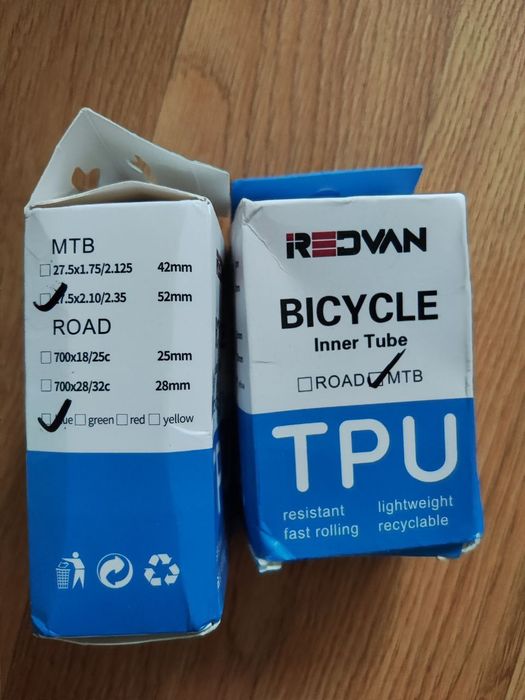 MTB
27.5x1.75/2.125 42mm
7.5x2.10/2.35 52mm
ROAD
700x18/25c 25mm
700x28/32c 28mm
ue green red yellow
REDVAN
BICYCLE
Inner Tube
ROAD MTB
TPU
resistant lightweight
fast rolling recyclable